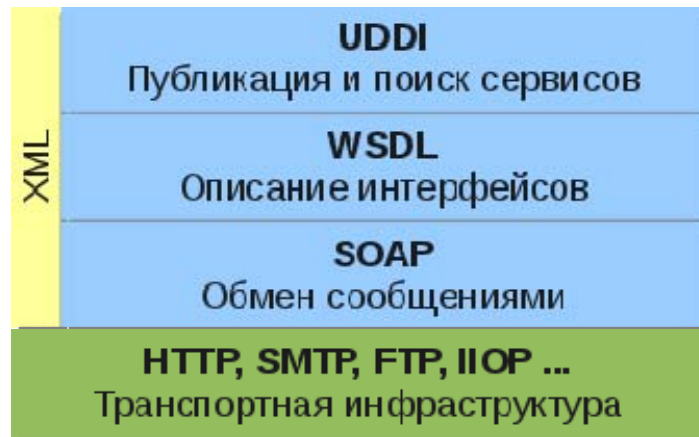 XML
UDDI
Публикация и поиск сервисов
WSDL
Описание интерфейсов
SOAP
Обмен сообщениями
HTTP, SMTP, FTP, IIOP ...
Транспортная инфраструктура